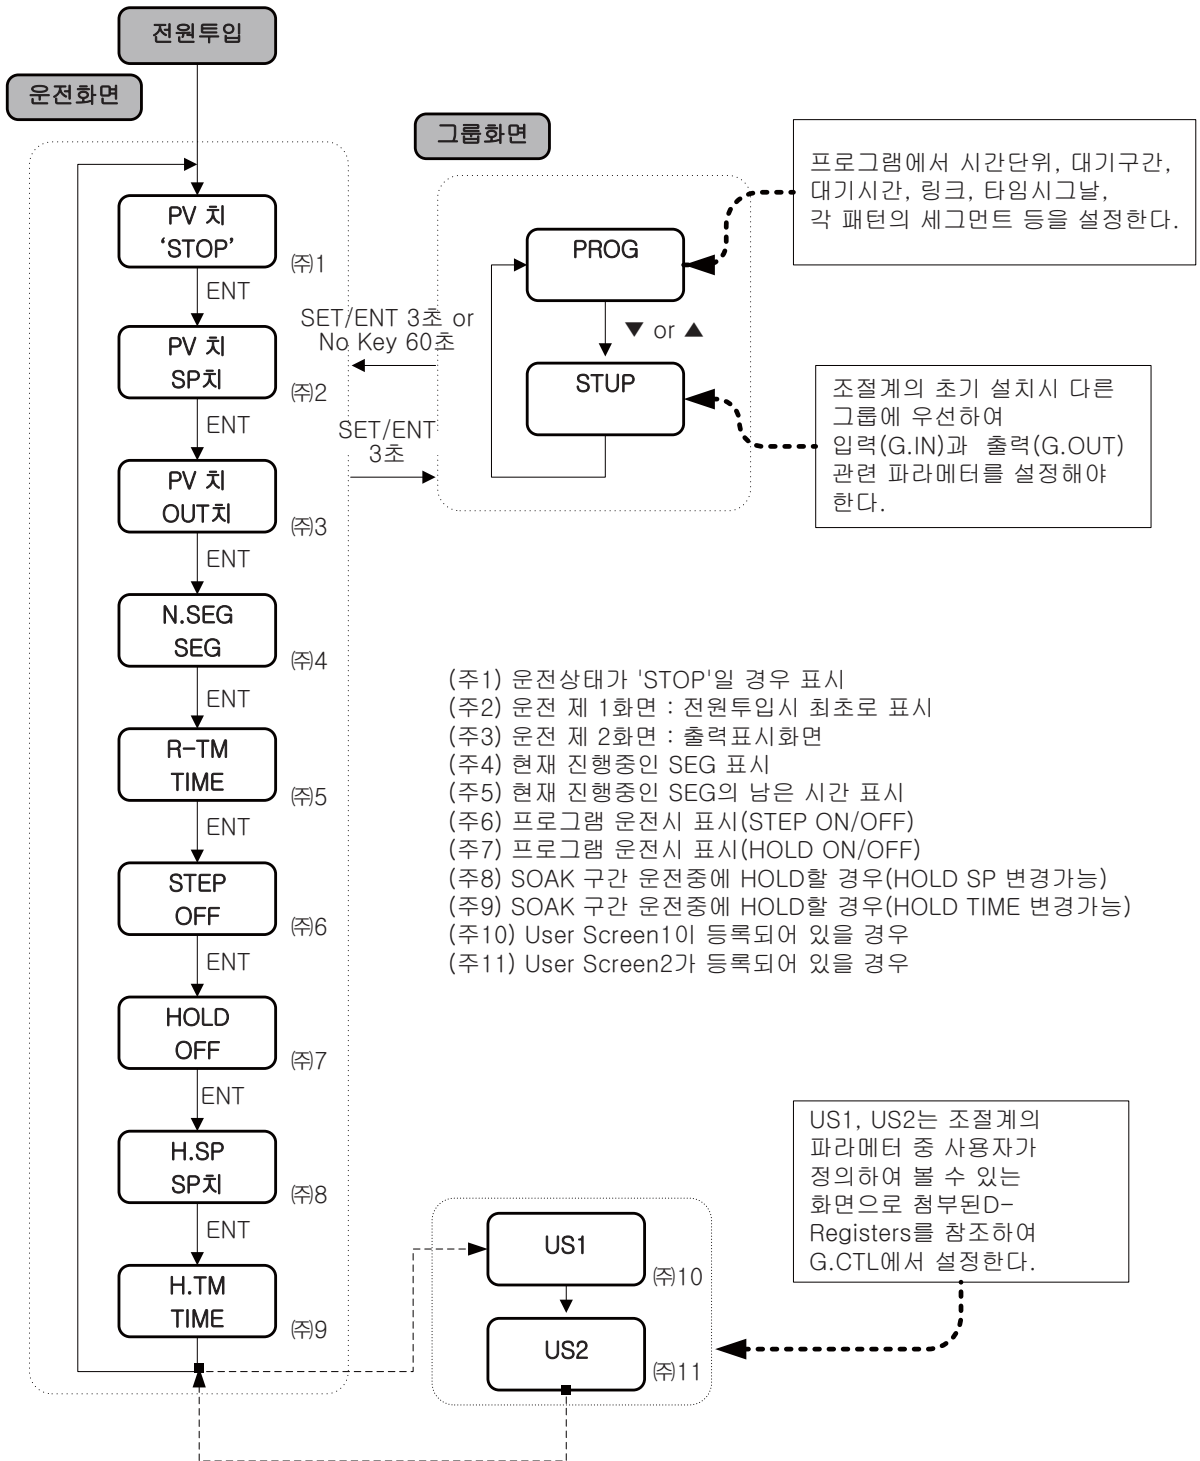 전원투입
운전화면
그룹화면
PV 치
‘STOP’
㈜1
ENT
PV 치
SP치
㈜2
ENT
PV 치
OUT치
㈜3
ENT
N.SEG
SEG
㈜4
ENT
R-TM
TIME
㈜5
ENT
STEP
OFF
㈜6
ENT
HOLD
OFF
㈜7
ENT
H.SP
SP치
㈜8
ENT
H.TM
TIME
㈜9
SET/ENT 3초 or
No Key 60초
SET/ENT
3초
PROG
▼ or ▲
STUP
프로그램에서 시간단위, 대기구간,
대기시간, 링크, 타임시그날,
각 패턴의 세그먼트 등을 설정한다.
조절계의 초기 설치시 다른
그룹에 우선하여
입력(G.IN)과 출력(G.OUT)
관련 파라메터를 설정해야
한다.
(주1) 운전상태가 'STOP'일 경우 표시
(주2) 운전 제 1화면 : 전원투입시 최초로 표시
(주3) 운전 제 2화면 : 출력표시화면
(주4) 현재 진행중인 SEG 표시
(주5) 현재 진행중인 SEG의 남은 시간 표시
(주6) 프로그램 운전시 표시(STEP ON/OFF)
(주7) 프로그램 운전시 표시(HOLD ON/OFF)
(주8) SOAK 구간 운전중에 HOLD할 경우(HOLD SP 변경가능)
(주9) SOAK 구간 운전중에 HOLD할 경우(HOLD TIME 변경가능)
(주10) User Screen1이 등록되어 있을 경우
(주11) User Screen2가 등록되어 있을 경우
US1
㈜10
US2
㈜11
US1, US2는 조절계의
파라메터 중 사용자가
정의하여 볼 수 있는
화면으로 첨부된D-
Registers를 참조하여
G.CTL에서 설정한다.